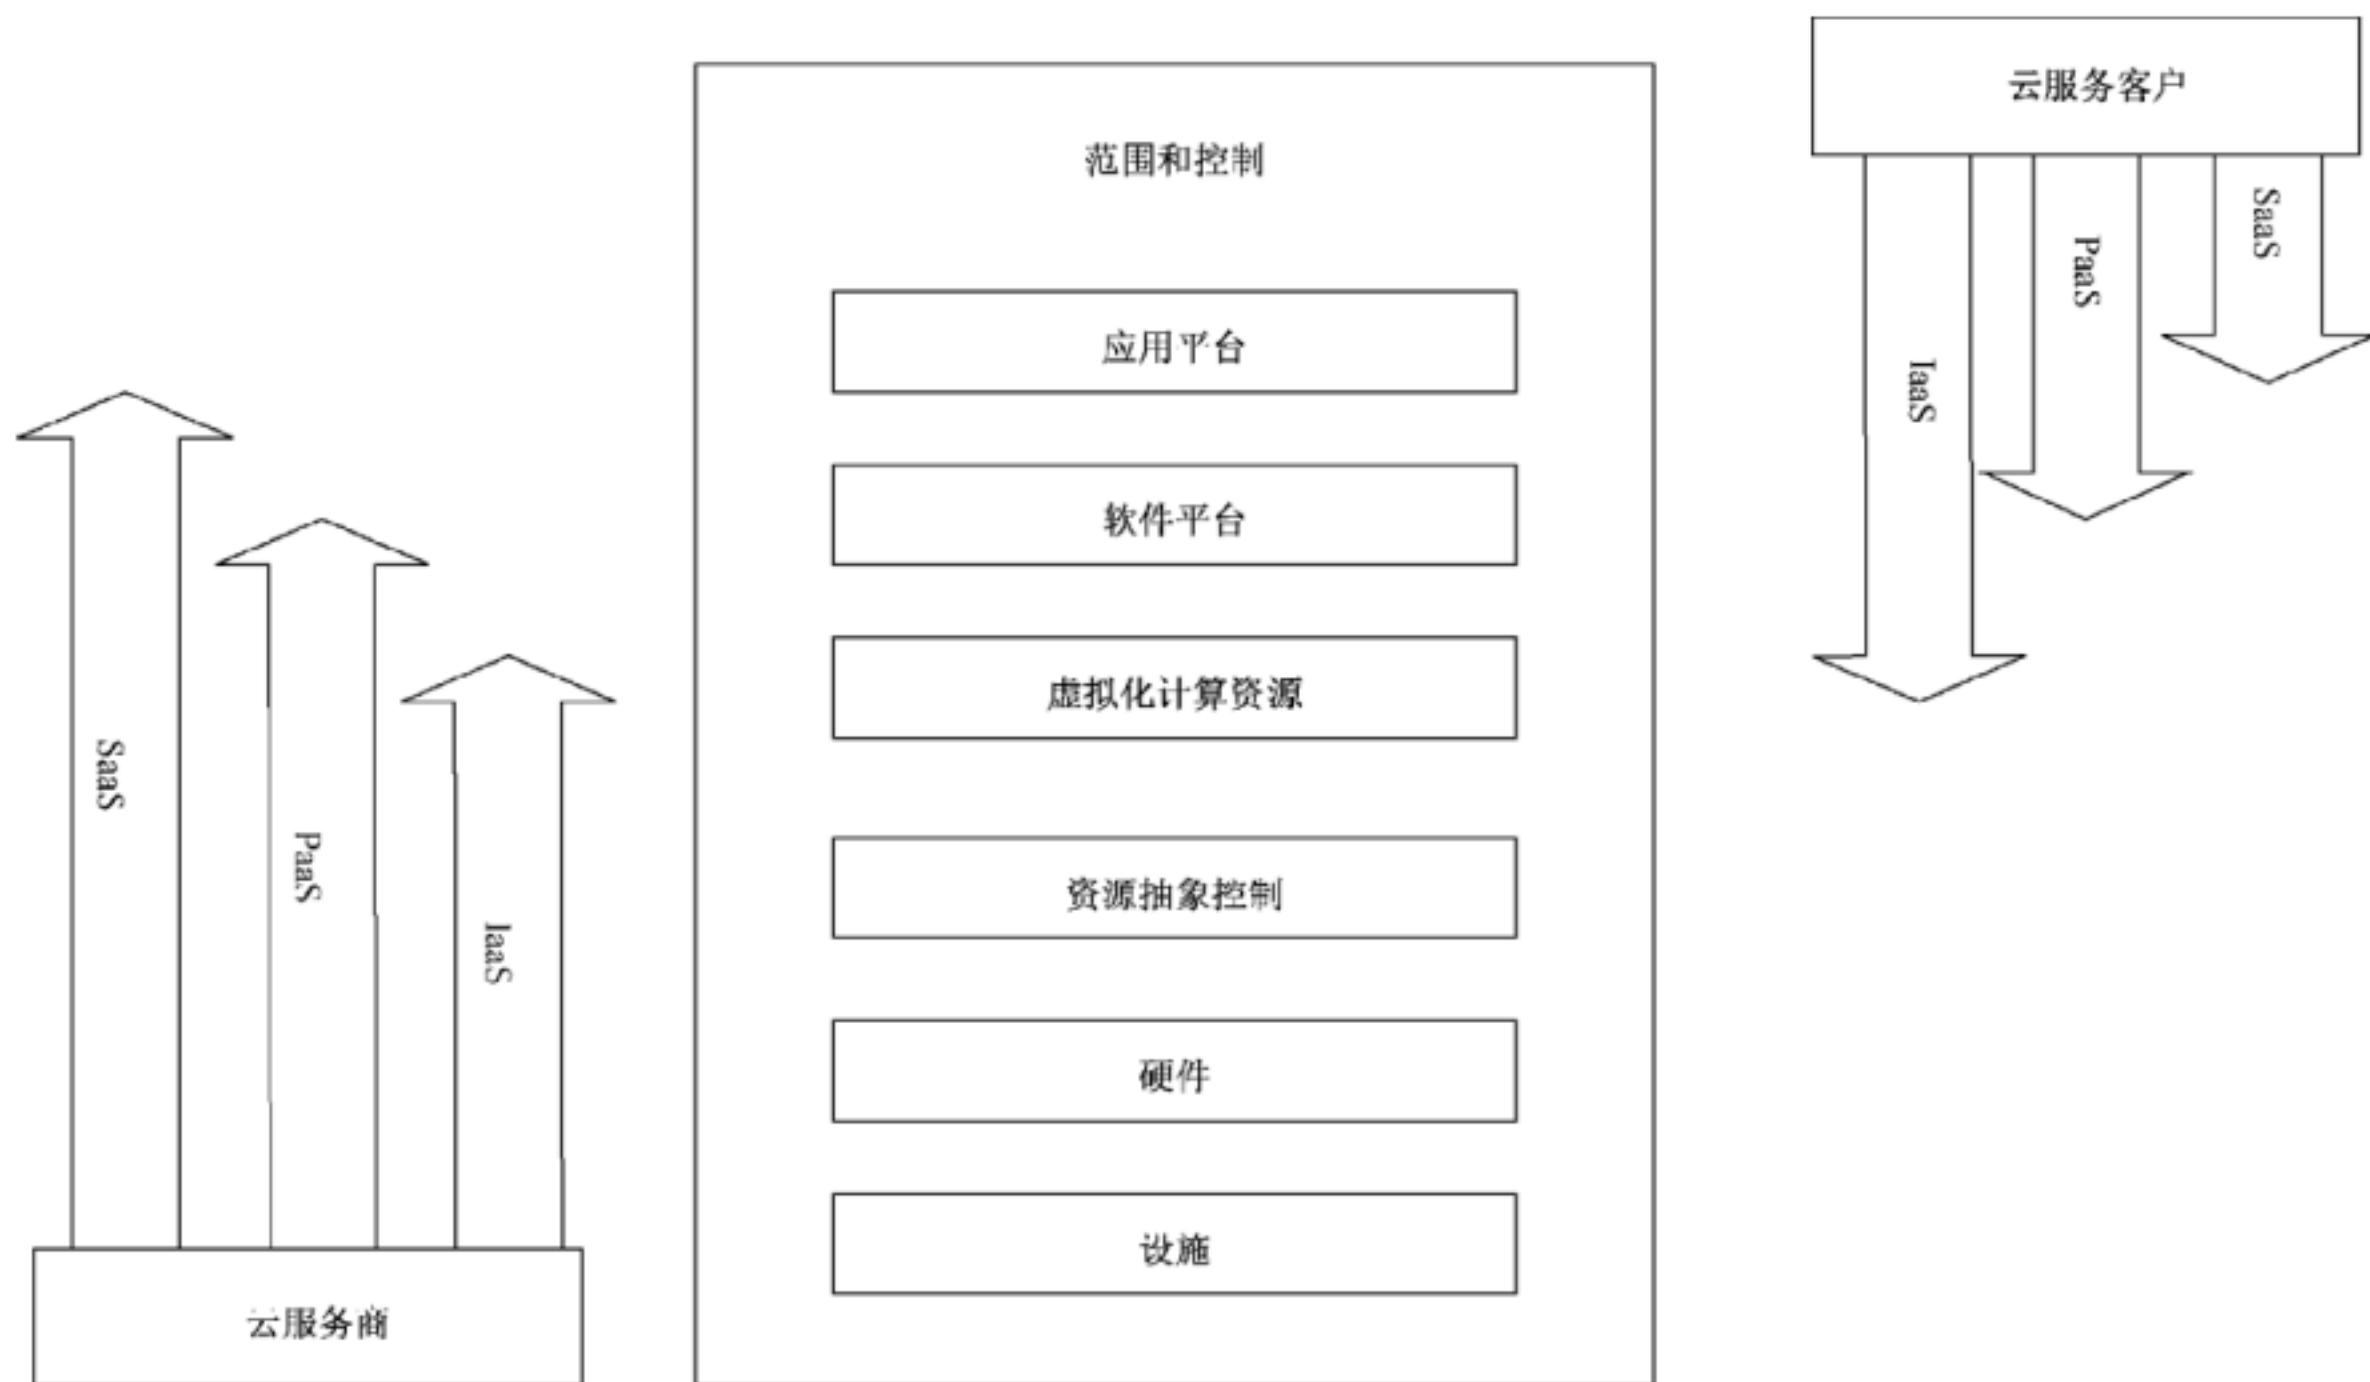 云服务客户
范围和控制
SaaS
PaaS
IaaS
应用平台
软件平台
虚拟化计算资源
资源抽象控制
硬件
设施
SaaS
PaaS
IaaS
云服务商